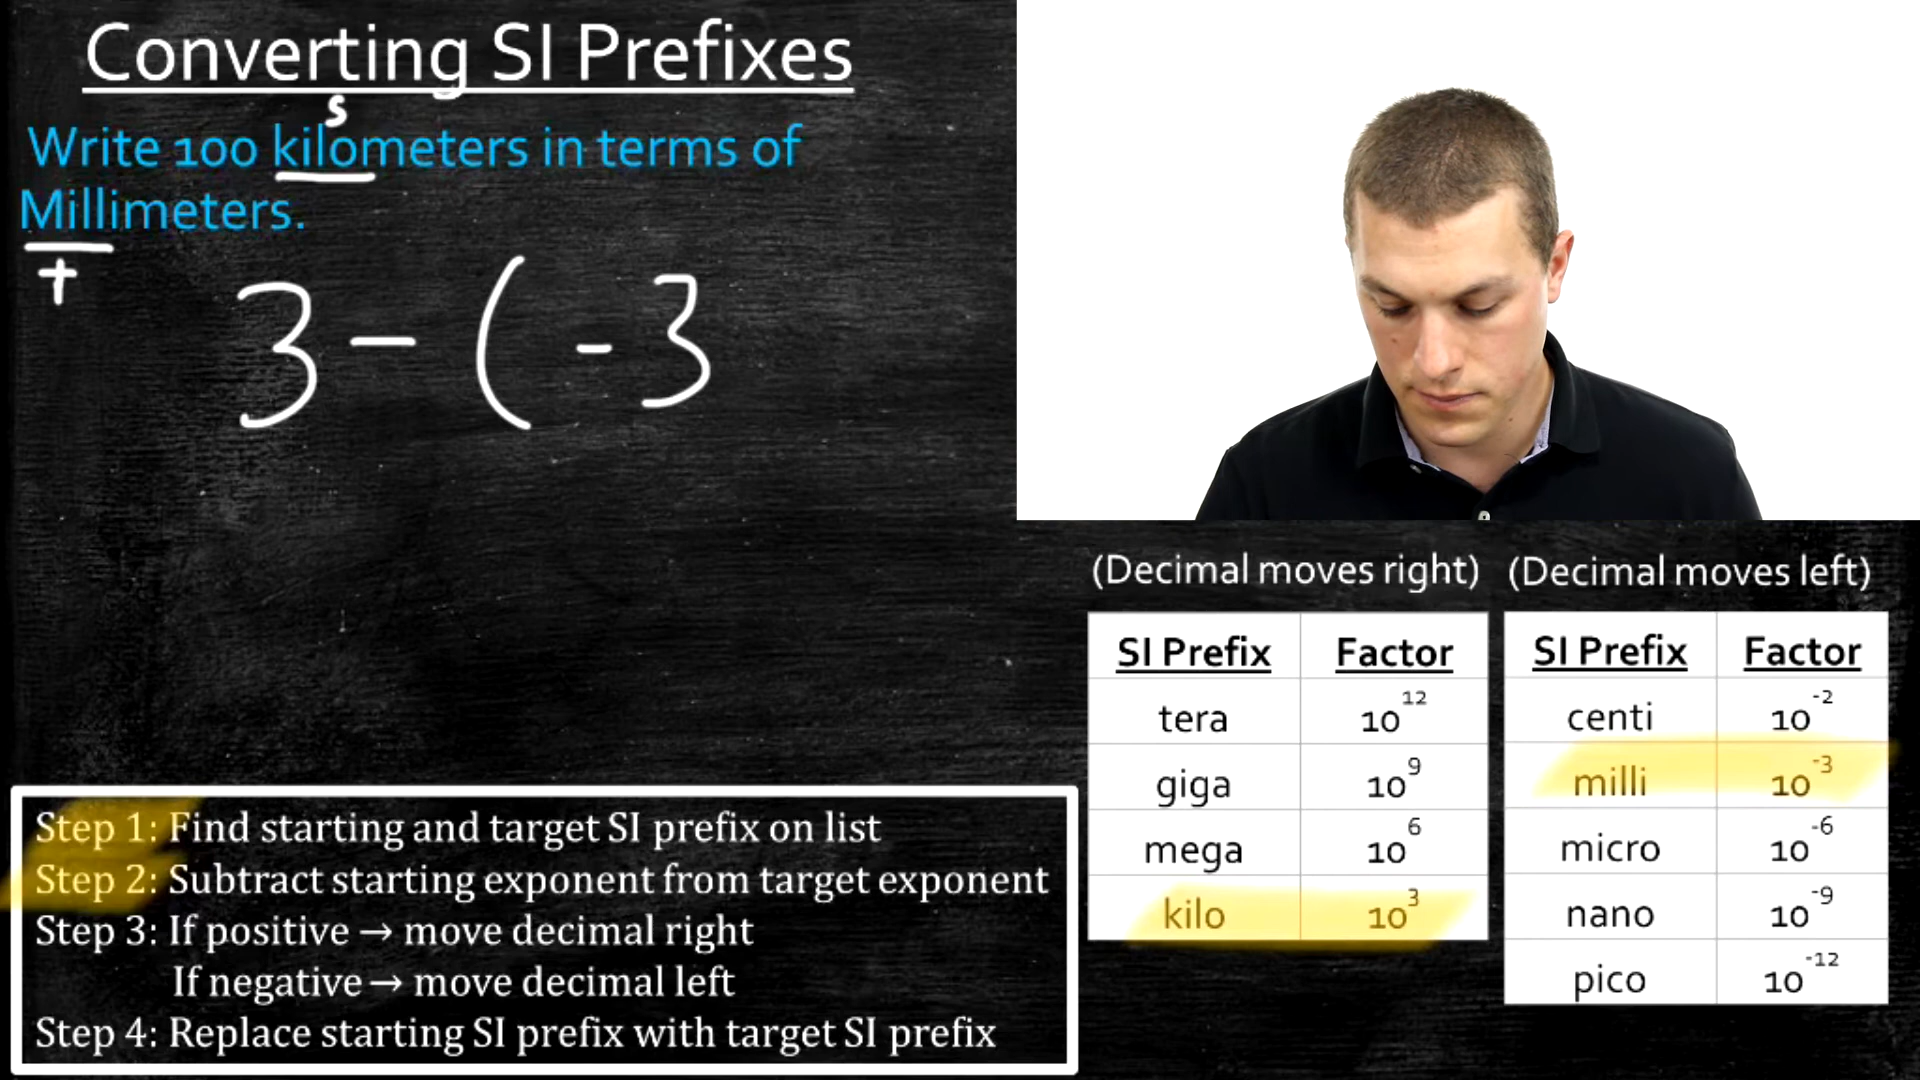 Converting SI Prefixes
s
Write 100 kilometers in terms of
Millimeters.
T
3 - ( - 3
Step 1: Find starting and target SI prefix on list
Step 2: Subtract starting exponent from target exponent
Step 3: If positive → move decimal right
If negative → move decimal left
Step 4: Replace starting SI prefix with target SI prefix
(Decimal moves right)
SI Prefix Factor
tera 10^12
giga 10^9
mega 10^6
kilo 10^3
(Decimal moves left)
SI Prefix Factor
centi 10^-2
milli 10^-3
micro 10^-6
nano 10^-9
pico 10^-12